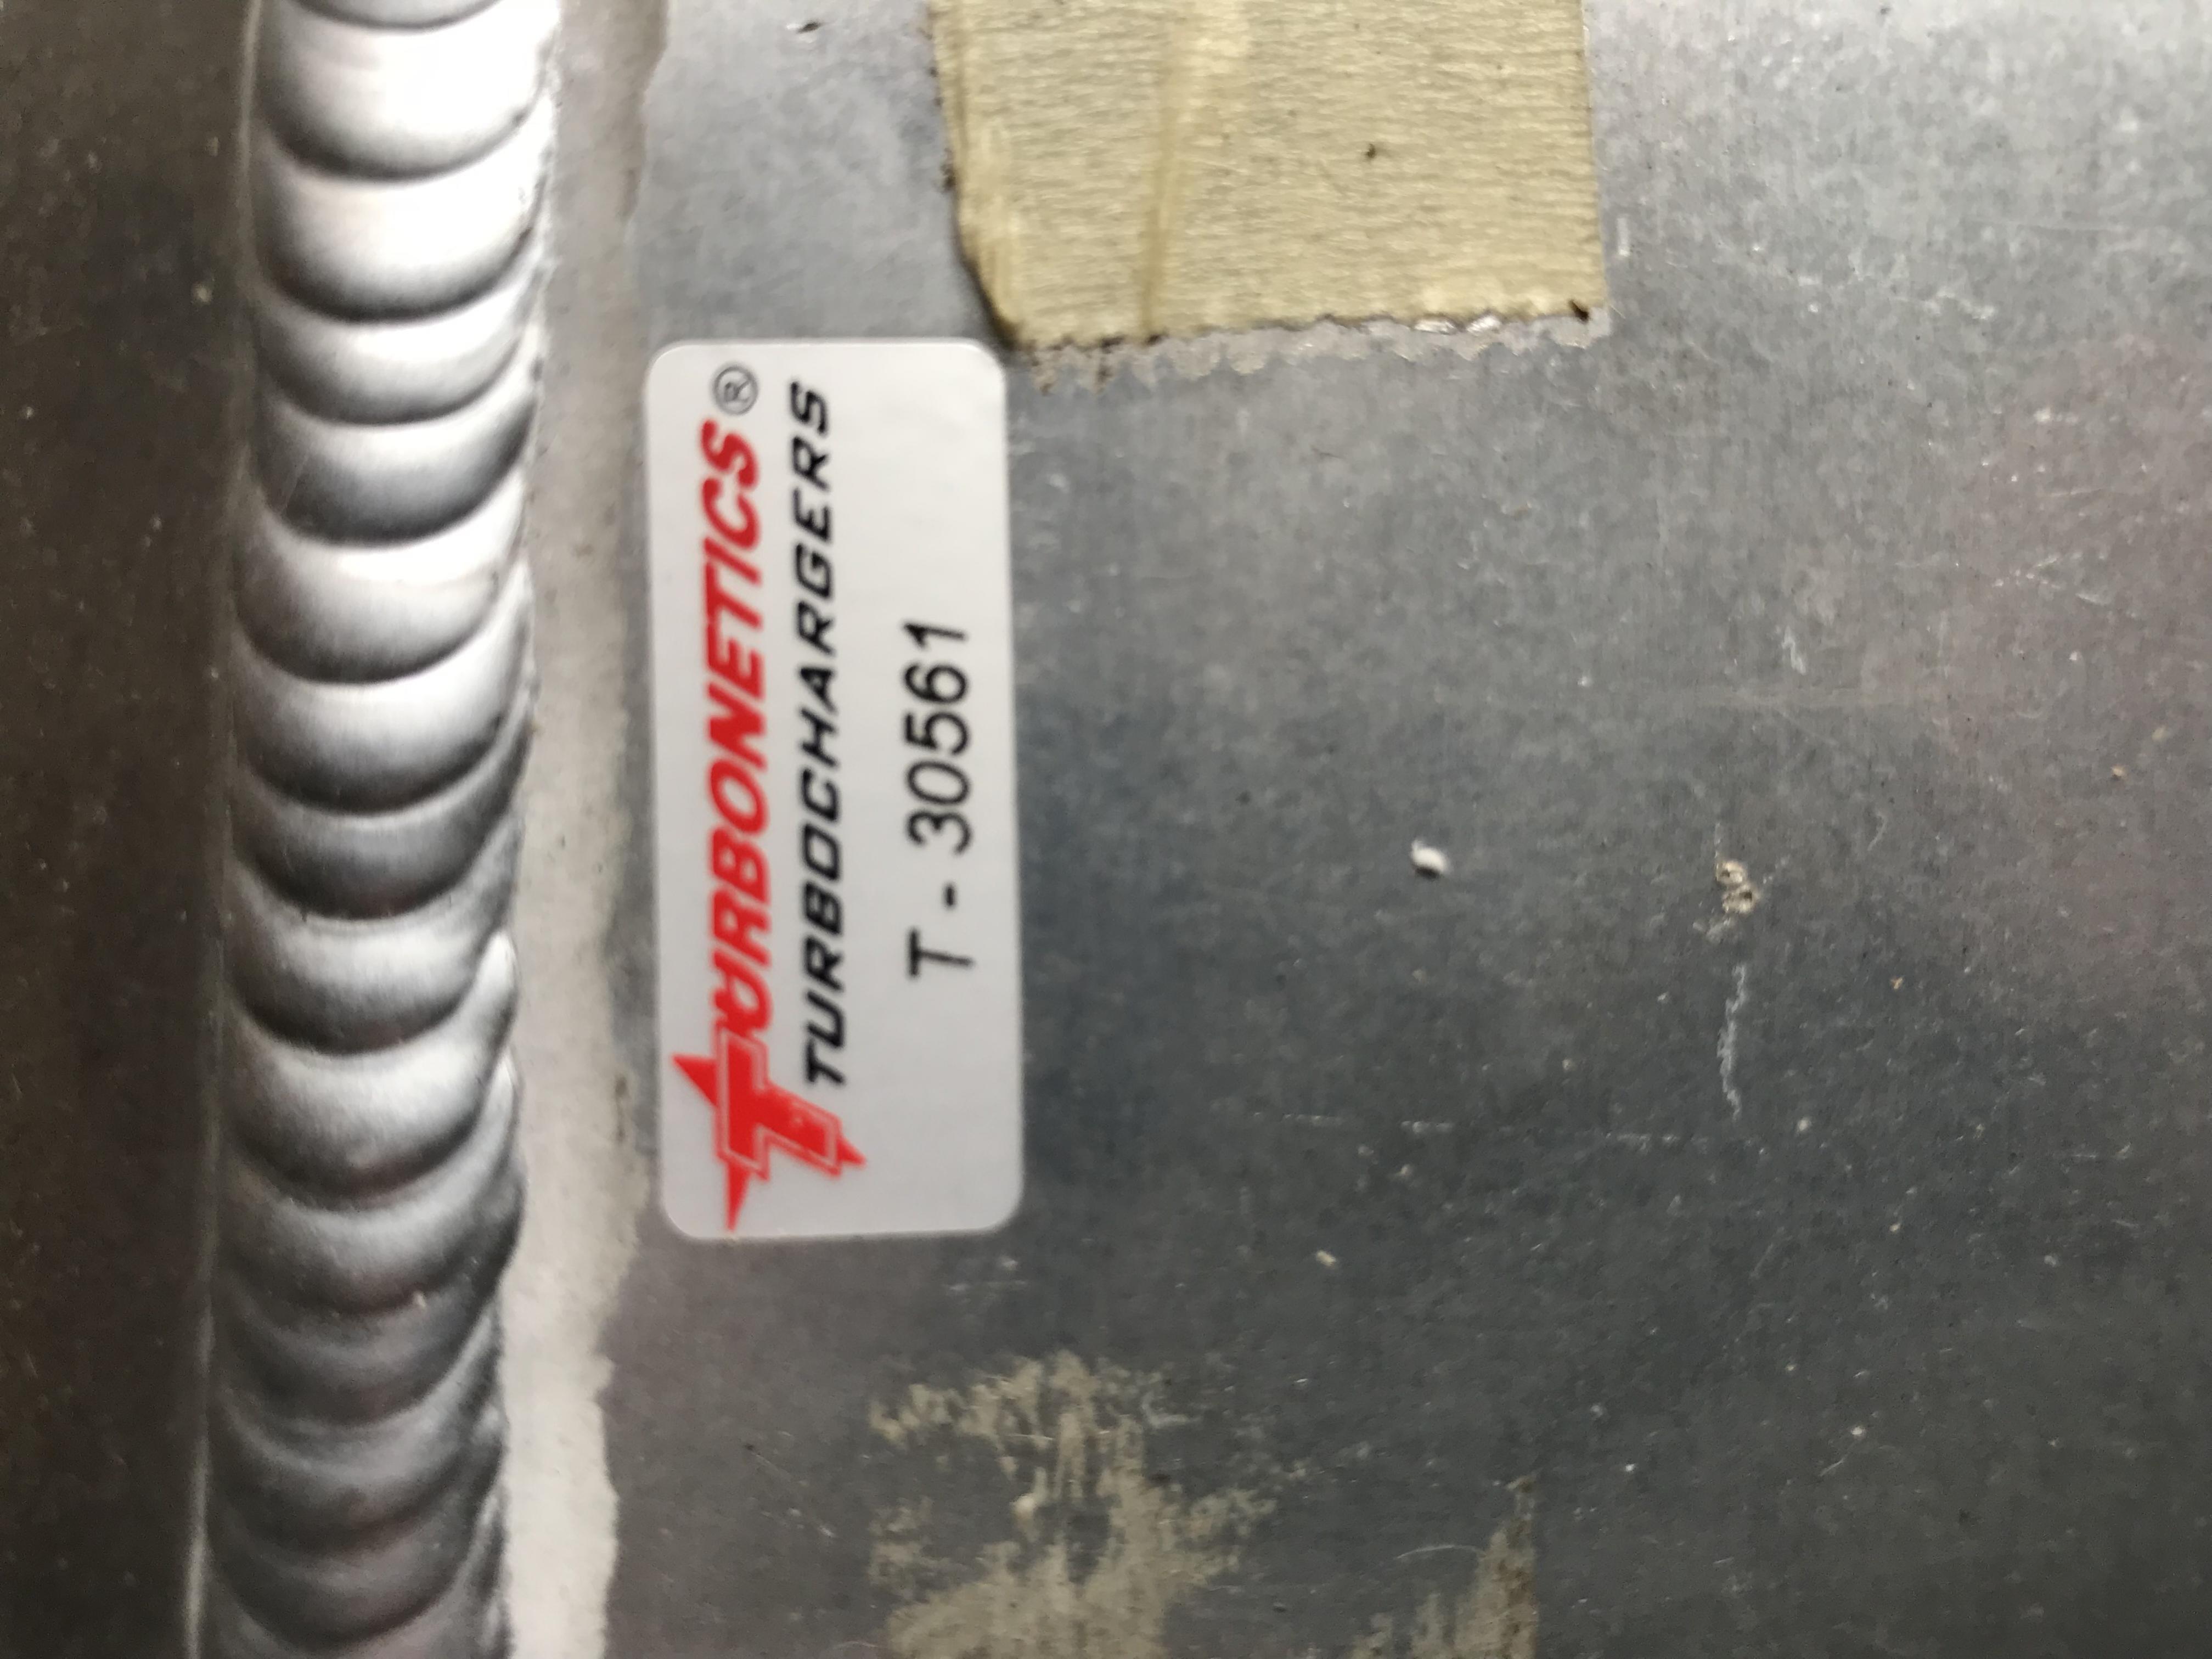 TURBONETICS®
TURBOCHARGERS
T - 30561